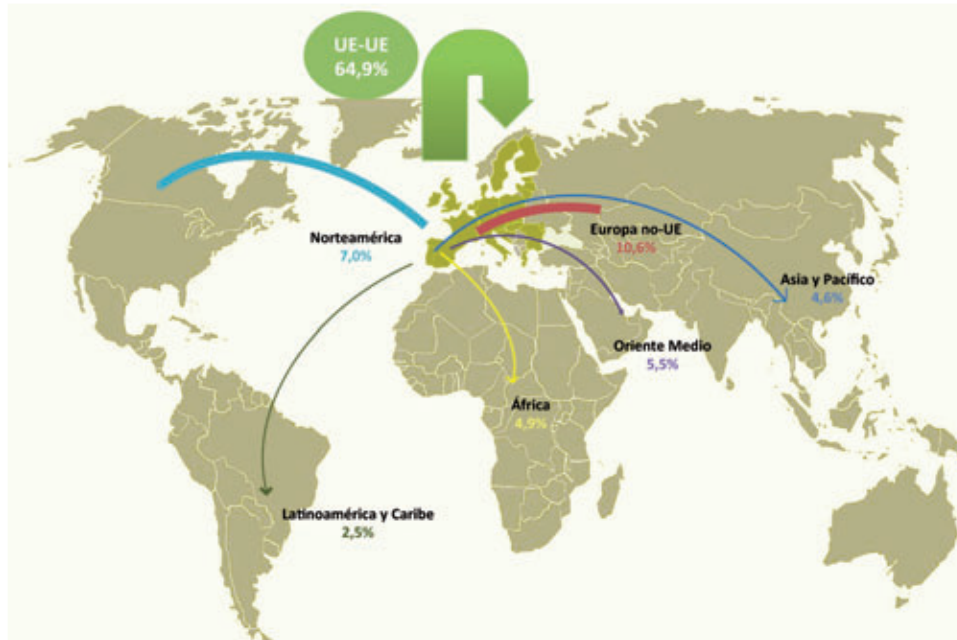 UE-UE
64,9%
Norteamérica
7,0%
Europa no-UE
10,6%
Asia y Pacífico
4,6%
Oriente Medio
5,5%
África
4,9%
Latinoamérica y Caribe
2,5%